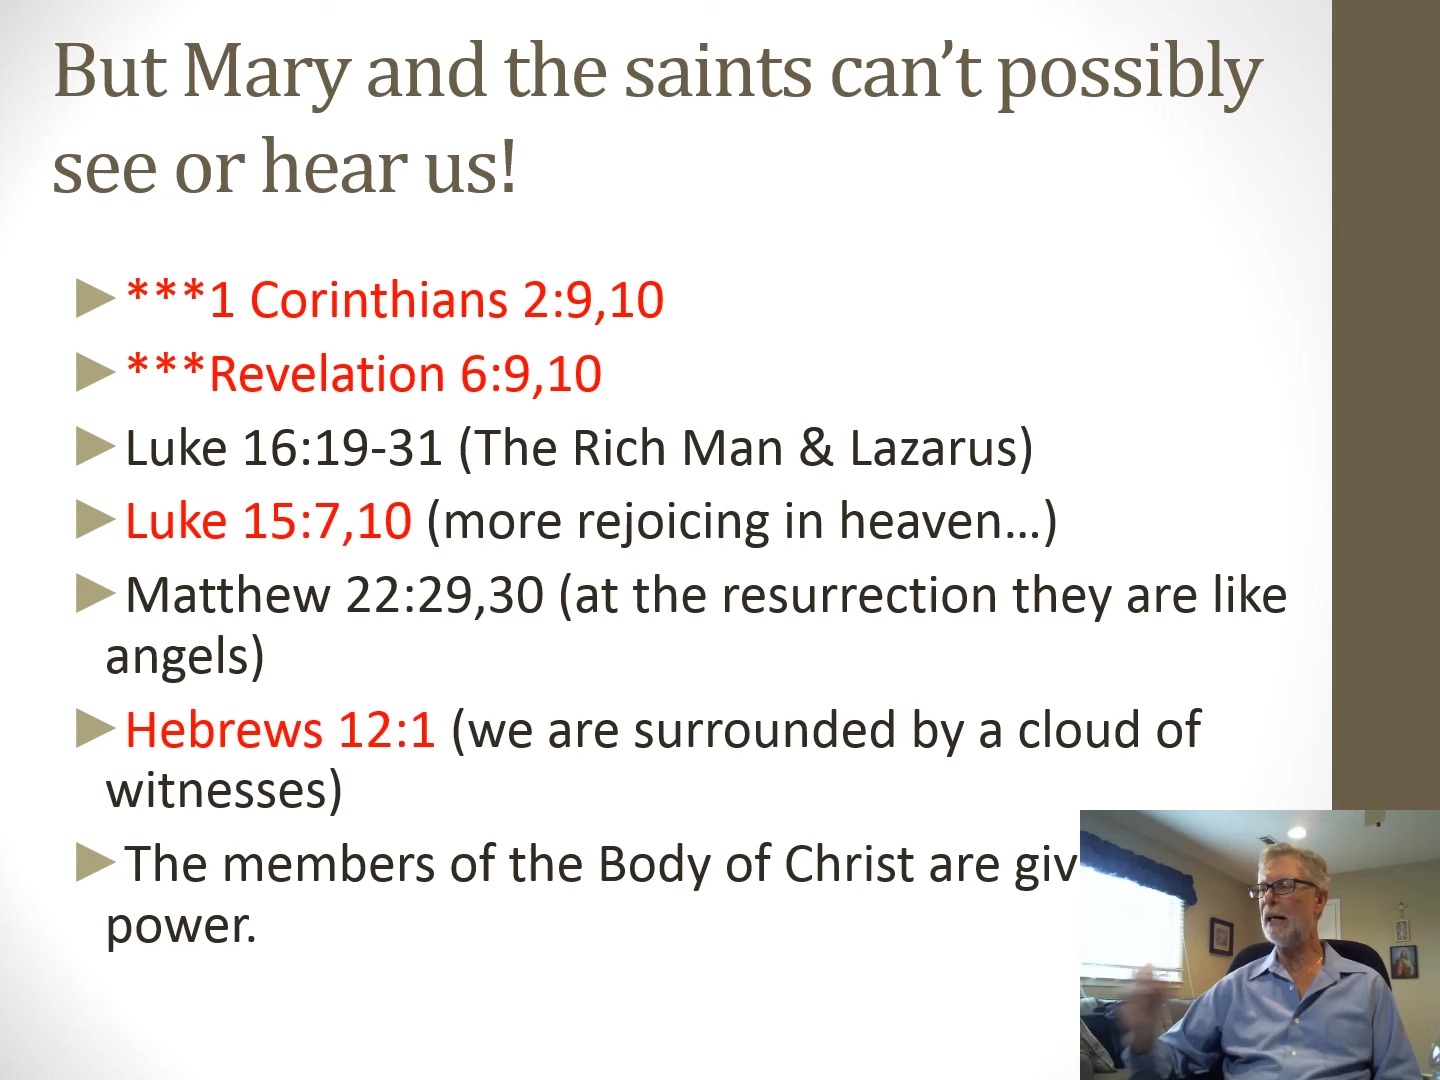 But Mary and the saints can’t possibly
see or hear us!
***1 Corinthians 2:9,10
***Revelation 6:9,10
Luke 16:19-31 (The Rich Man & Lazarus)
Luke 15:7,10 (more rejoicing in heaven…)
Matthew 22:29,30 (at the resurrection they are like
angels)
Hebrews 12:1 (we are surrounded by a cloud of
witnesses)
The members of the Body of Christ are giv
power.